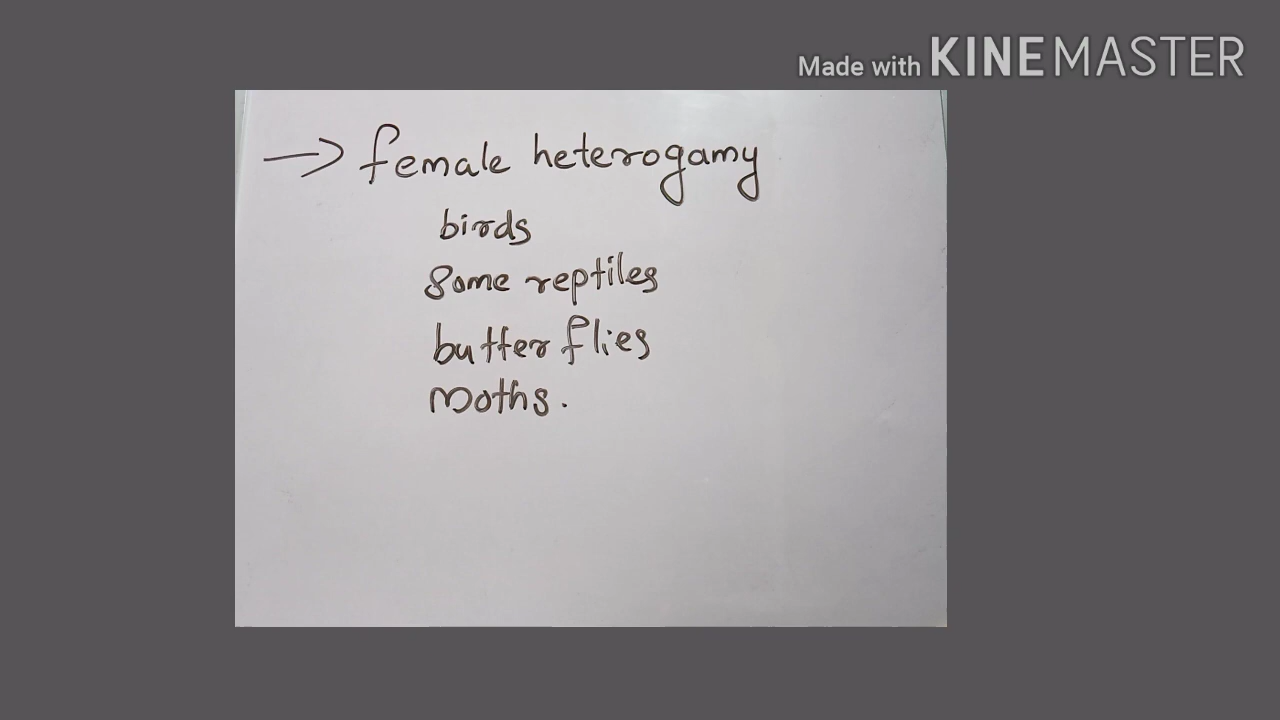 Made with KINEMASTER
→ female heterogamy
birds
Some reptiles
butterflies
Moths.